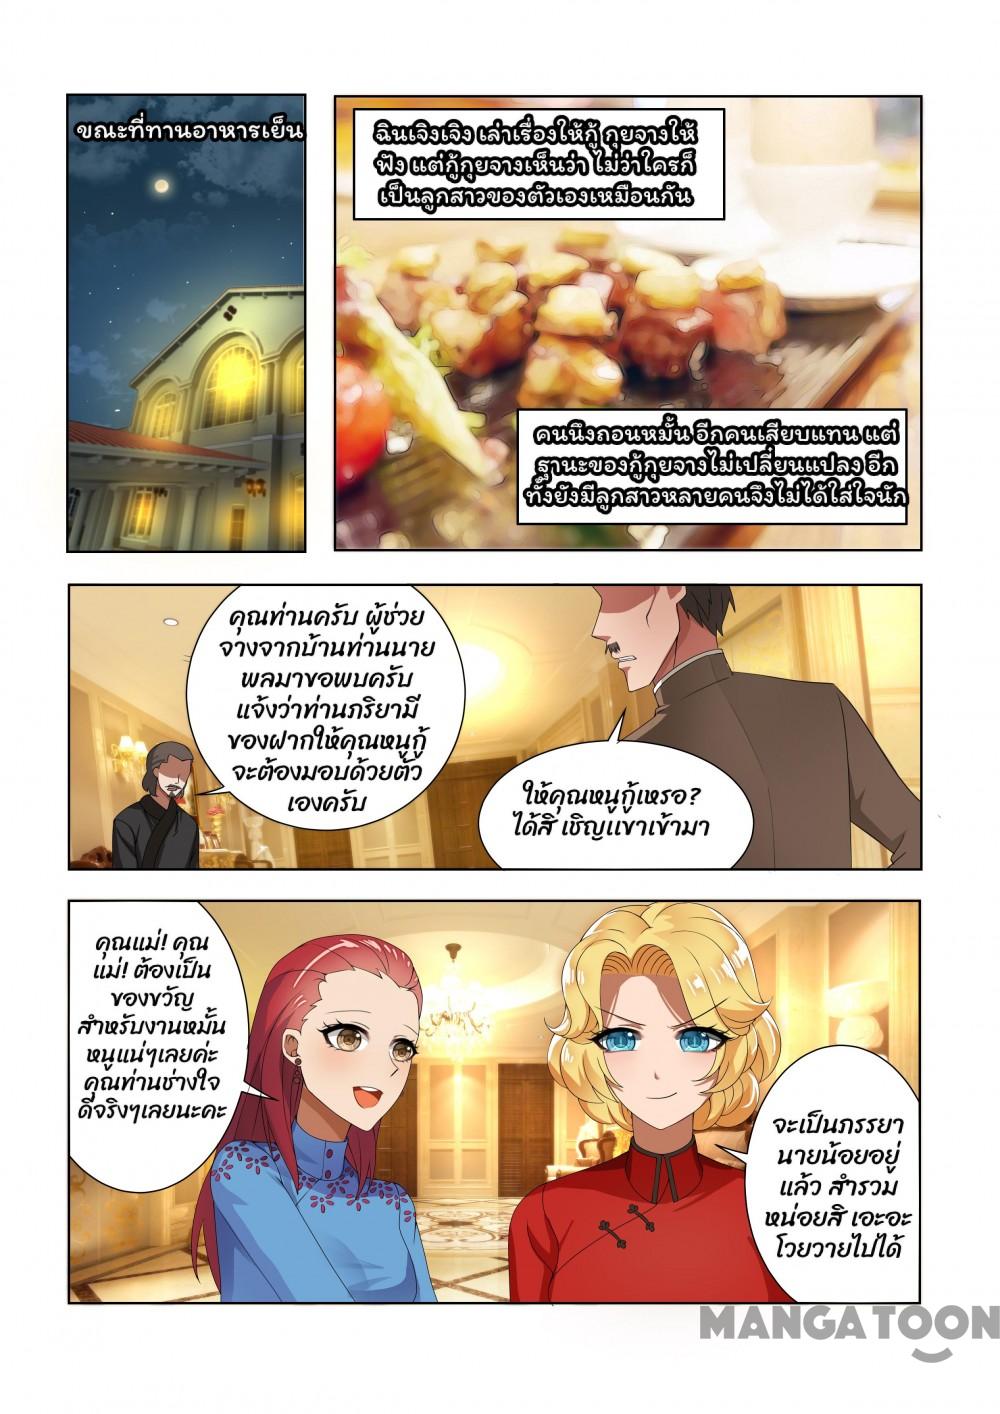 ขณะที่ทานอาหารเย็น
ฉินเจิงเจิง เล่าเรื่องให้กู้ กุยจางให้
ฟัง แต่กู้กุยจางเห็นว่า ไม่ว่าใครก็
เป็นลูกสาวของตัวเองเหมือนกัน
คนนึงถอนหมั้น อีกคนเสียบแทน แต่
ฐานะของกู้กุยจางไม่เปลี่ยนแปลง อีก
ทั้งยังมีลูกสาวหลายคนจึงไม่ได้ใส่ใจนัก
คุณท่านครับ ผู้ช่วย
จางจากบ้านท่านนาย
พลมาขอพบครับ
แจ้งว่าท่านภริยามี
ของฝากให้คุณหนูกู้
จะต้องมอบด้วยตัว
เองครับ
ให้คุณหนูกู้เหรอ?
ได้สิ เชิญเขาเข้ามา
คุณแม่! คุณ
แม่! ต้องเป็น
ของขวัญ
สำหรับงานหมั้น
หนูแน่ๆเลยค่ะ
คุณท่านช่างใจ
ดีจริงๆเลยนะคะ
จะเป็นภรรยา
นายน้อยอยู่
แล้ว สำรวม
หน่อยสิ เอะอะ
โวยวายไปได้
MANGATOON